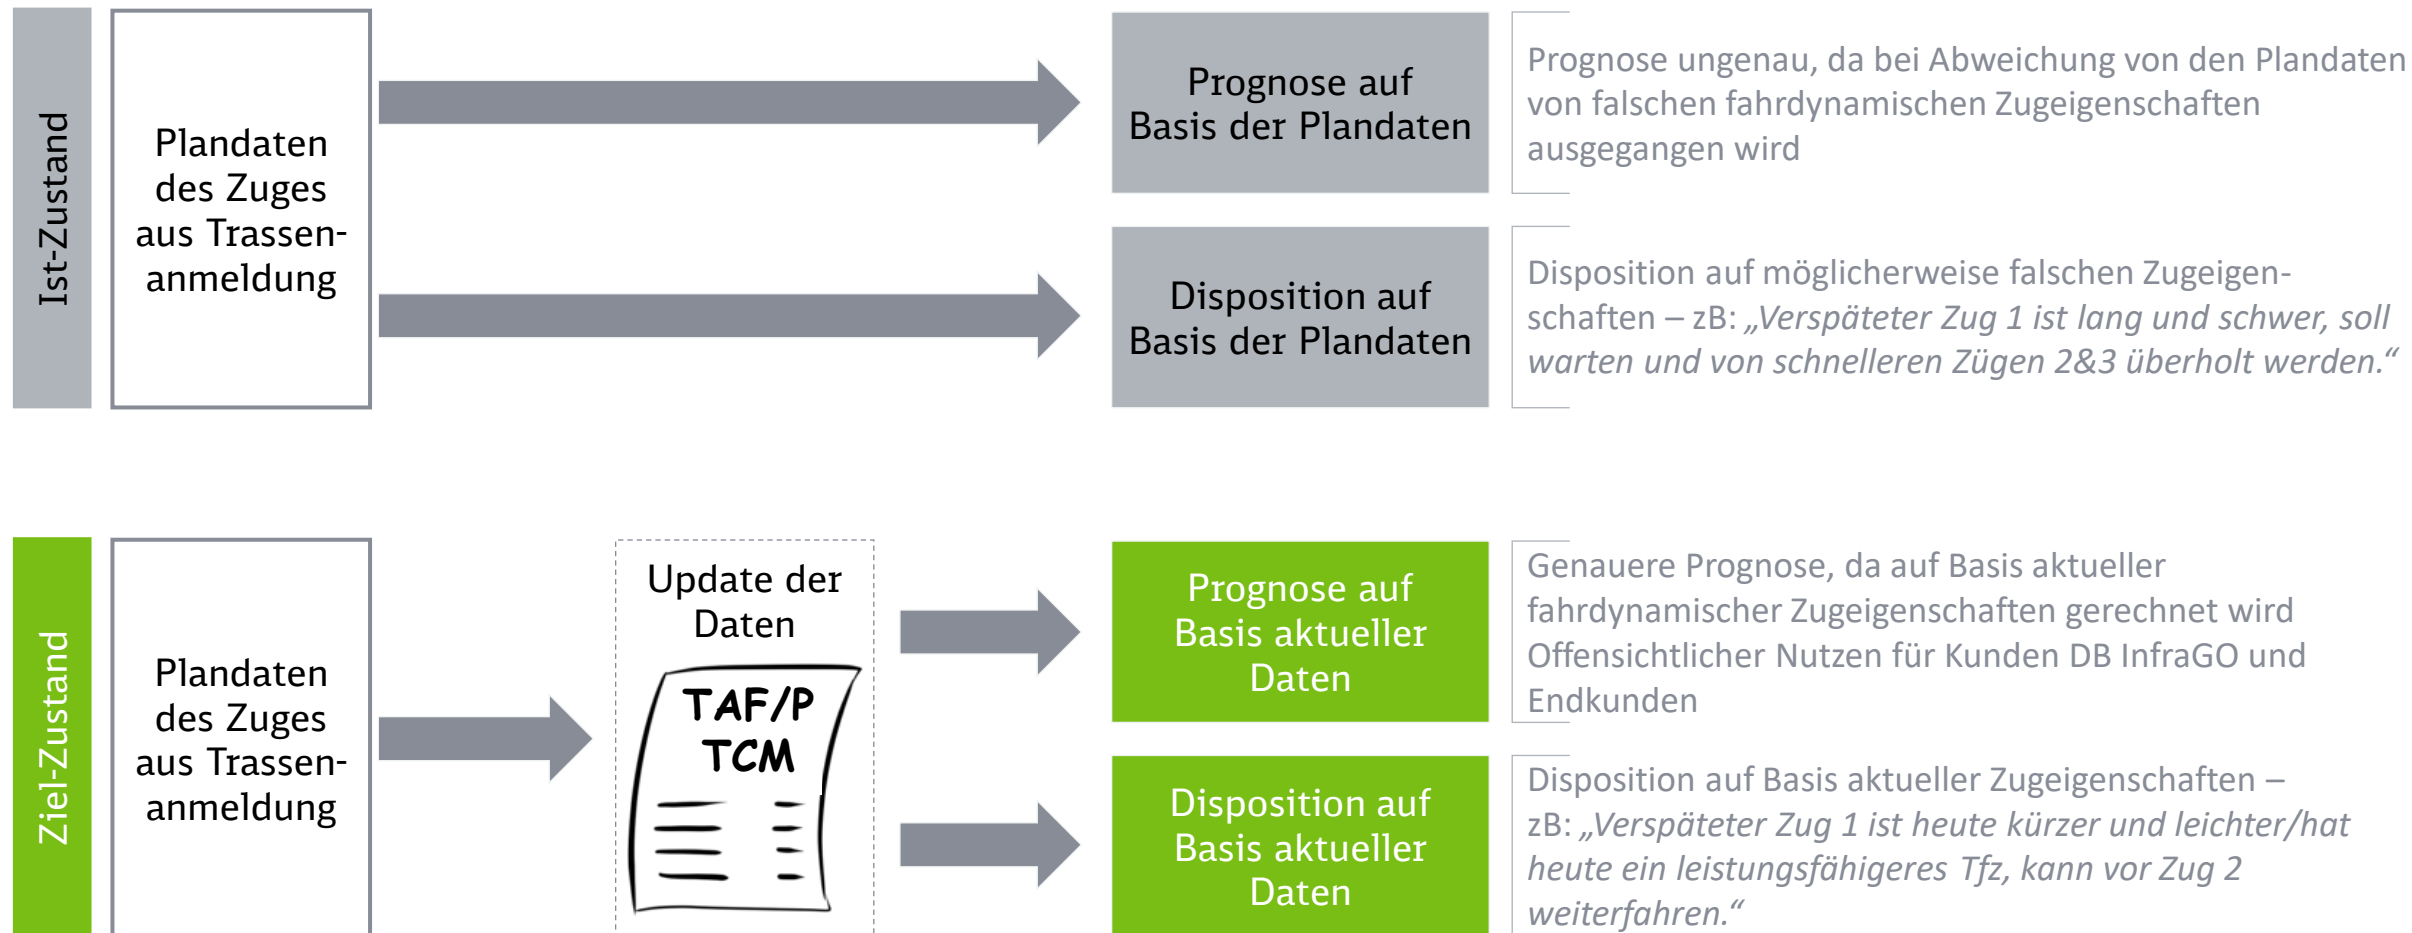 Ist-Zustand
Plandaten
des Zuges
aus Trassen-
anmeldung
Prognose auf
Basis der Plandaten
Prognose ungenau, da bei Abweichung von den Plandaten
von falschen fahrdynamischen Zugeigenschaften
ausgegangen wird
Disposition auf
Basis der Plandaten
Disposition auf möglicherweise falschen Zugeigen-
schaften – zB: „Verspäteter Zug 1 ist lang und schwer, soll
warten und von schnelleren Zügen 2&3 überholt werden.“
Ziel-Zustand
Plandaten
des Zuges
aus Trassen-
anmeldung
Update der
Daten
TAF/P
TCM
Prognose auf
Basis aktueller
Daten
Genauere Prognose, da auf Basis aktueller
fahrdynamischer Zugeigenschaften gerechnet wird
Offensichtlicher Nutzen für Kunden DB InfraGO und
Endkunden
Disposition auf
Basis aktueller
Daten
Disposition auf Basis aktueller Zugeigenschaften –
zB: „Verspäteter Zug 1 ist heute kürzer und leichter/hat
heute ein leistungsfähigeres Tfz, kann vor Zug 2
weiterfahren.“